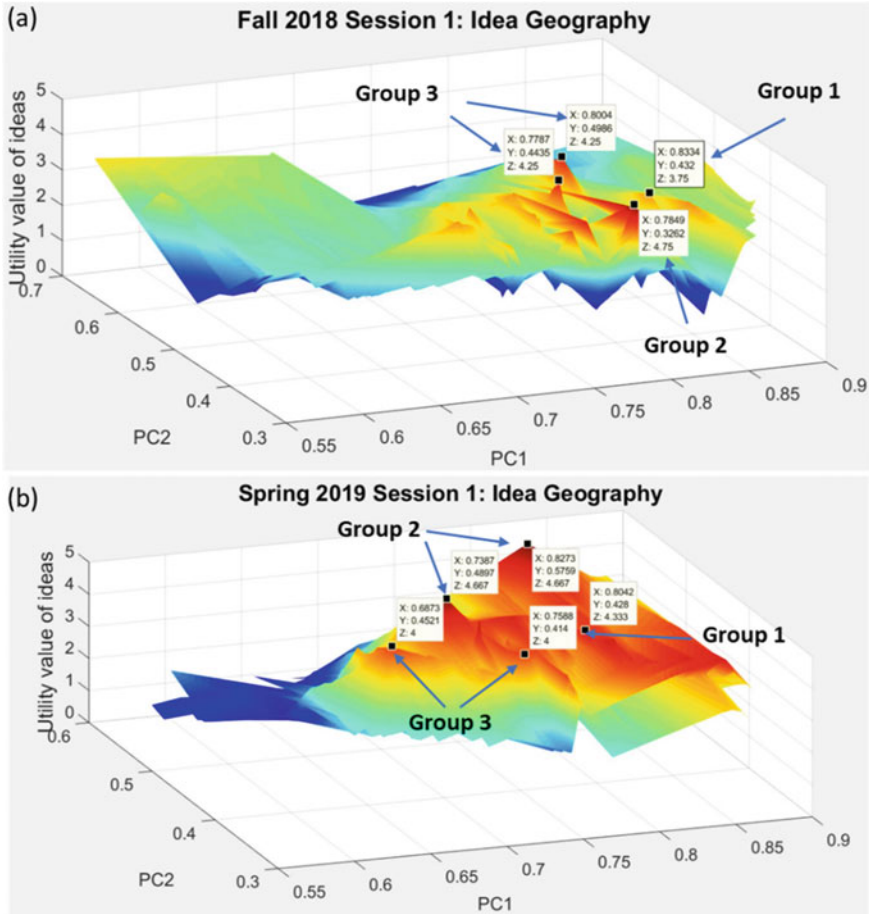 (a)
Fall 2018 Session 1: Idea Geography
Group 3
Group 1
X: 0.8004
Y: 0.4986
Z: 4.25
X: 0.7787
Y: 0.4435
Z: 4.25
X: 0.8334
Y: 0.432
Z: 3.75
X: 0.7849
Y: 0.3262
Z: 4.75
Group 2
Utility value of ideas
5
4
3
2
1
0
0.7
0.6
0.5
0.4
0.3
PC2
0.55
0.6
0.65
0.7
0.75
0.8
0.85
0.9
PC1
(b)
Spring 2019 Session 1: Idea Geography
Group 2
X: 0.7387
Y: 0.4897
Z: 4.667
X: 0.8273
Y: 0.5759
Z: 4.667
X: 0.6873
Y: 0.4521
Z: 4
X: 0.7588
Y: 0.414
Z: 4
X: 0.8042
Y: 0.428
Z: 4.333
Group 1
Group 3
Utility value of ideas
5
4
3
2
1
0
0.6
0.5
0.4
0.3
PC2
0.55
0.6
0.65
0.7
0.75
0.8
0.85
0.9
PC1